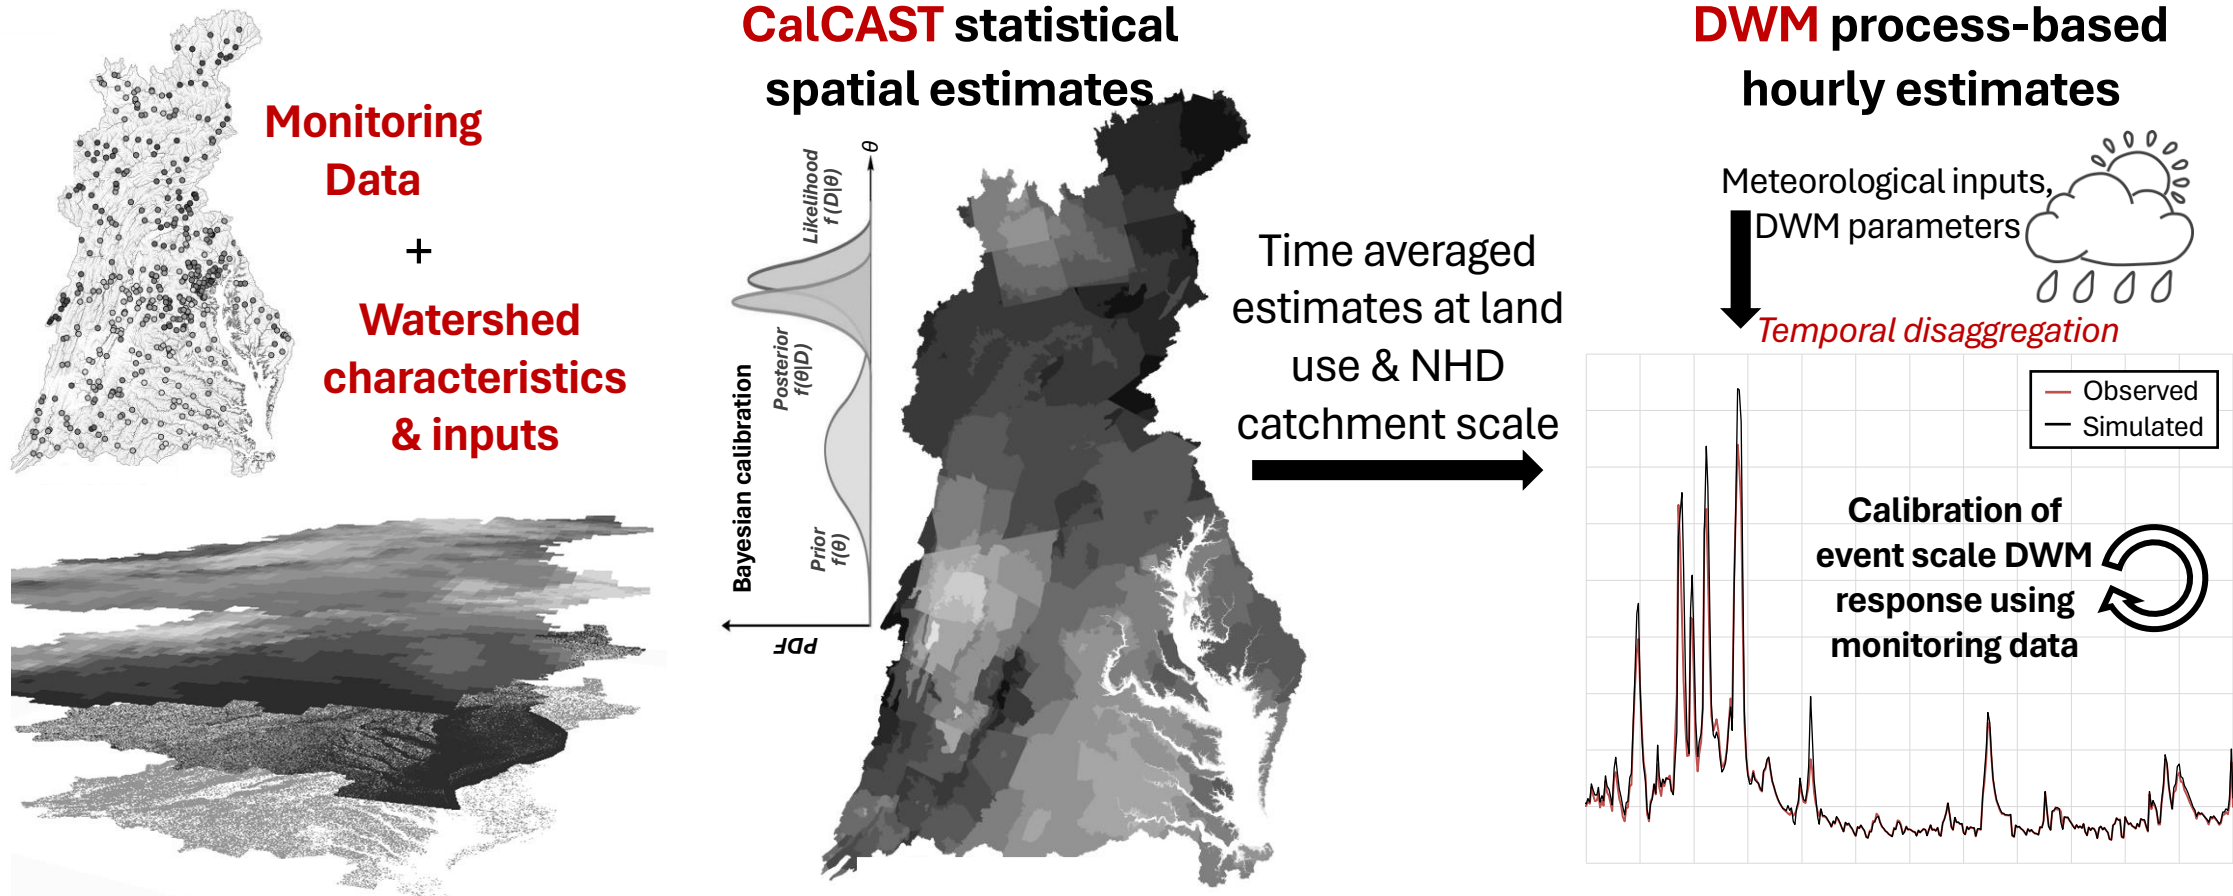 Monitoring
Data
+
Watershed
characteristics
& inputs
CalCAST statistical
spatial estimates
Bayesian calibration
Likelihood
f (D|θ)
Posterior
f(θ|D)
Prior
f(θ)
θ
PDF
Time averaged
estimates at land
use & NHD
catchment scale
DWM process-based
hourly estimates
Meteorological inputs,
DWM parameters
Temporal disaggregation
Observed
Simulated
Calibration of
event scale DWM
response using
monitoring data